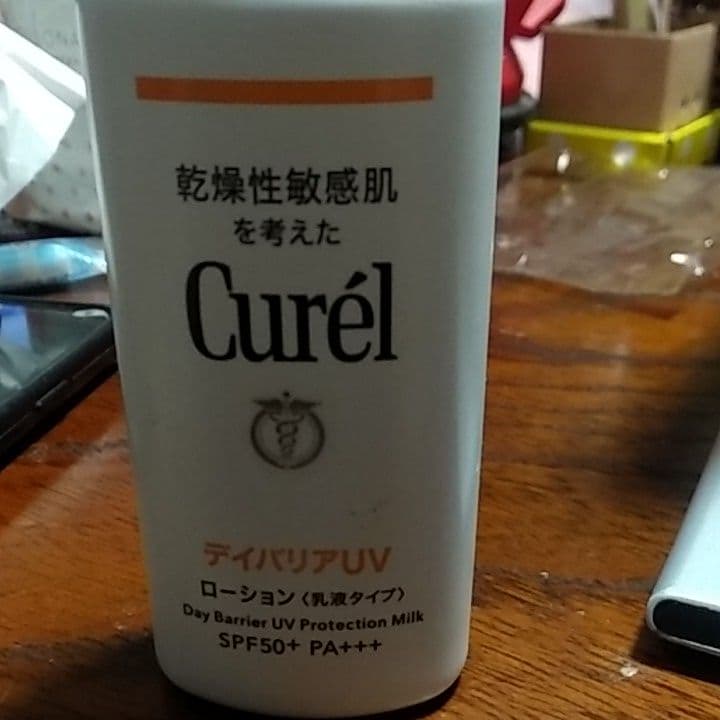 乾燥性敏感肌
を考えた
Curél
デイバリアUV
ローション〈乳液タイプ〉
Day Barrier UV Protection Milk
SPF50+ PA+++